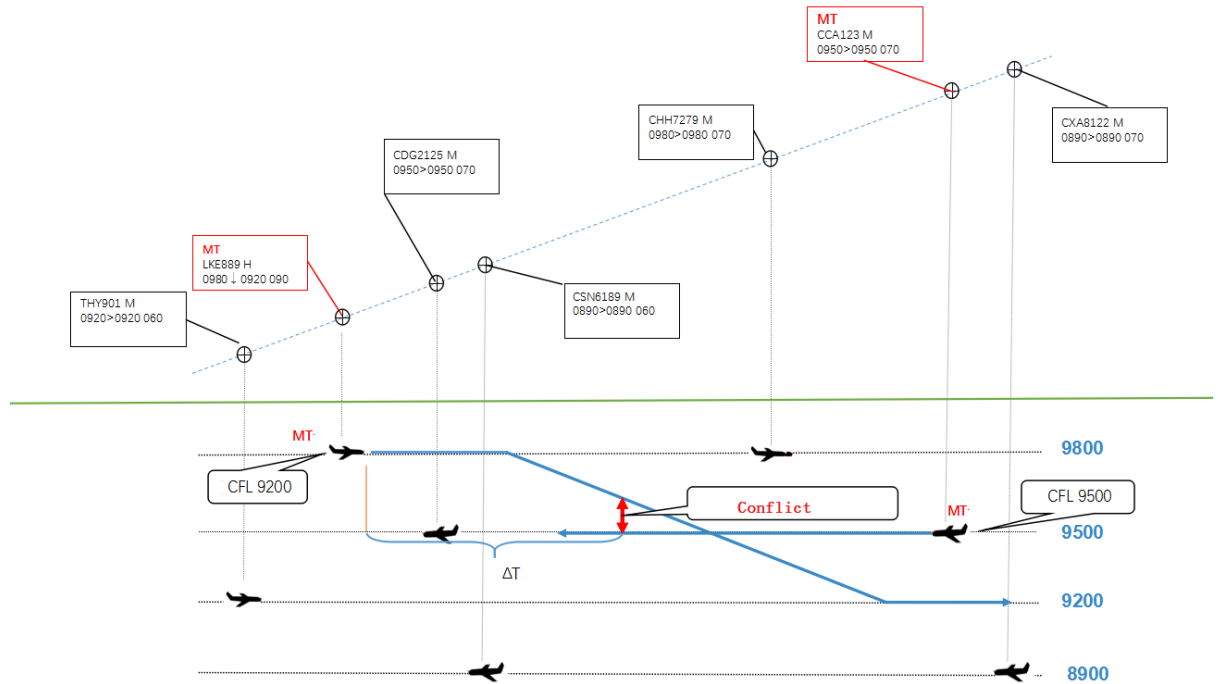 MT
CCA123 M
0950>0950 070
CHH7279 M
0980>0980 070
CXA8122 M
0890>0890 070
CDG2125 M
0950>0950 070
MT
LKE889 H
0980↓0920 090
CSN6189 M
0890>0890 060
THY901 M
0920>0920 060
MT
9800
CFL 9200
CFL 9500
Conflict
MT
9500
ΔT
9200
8900